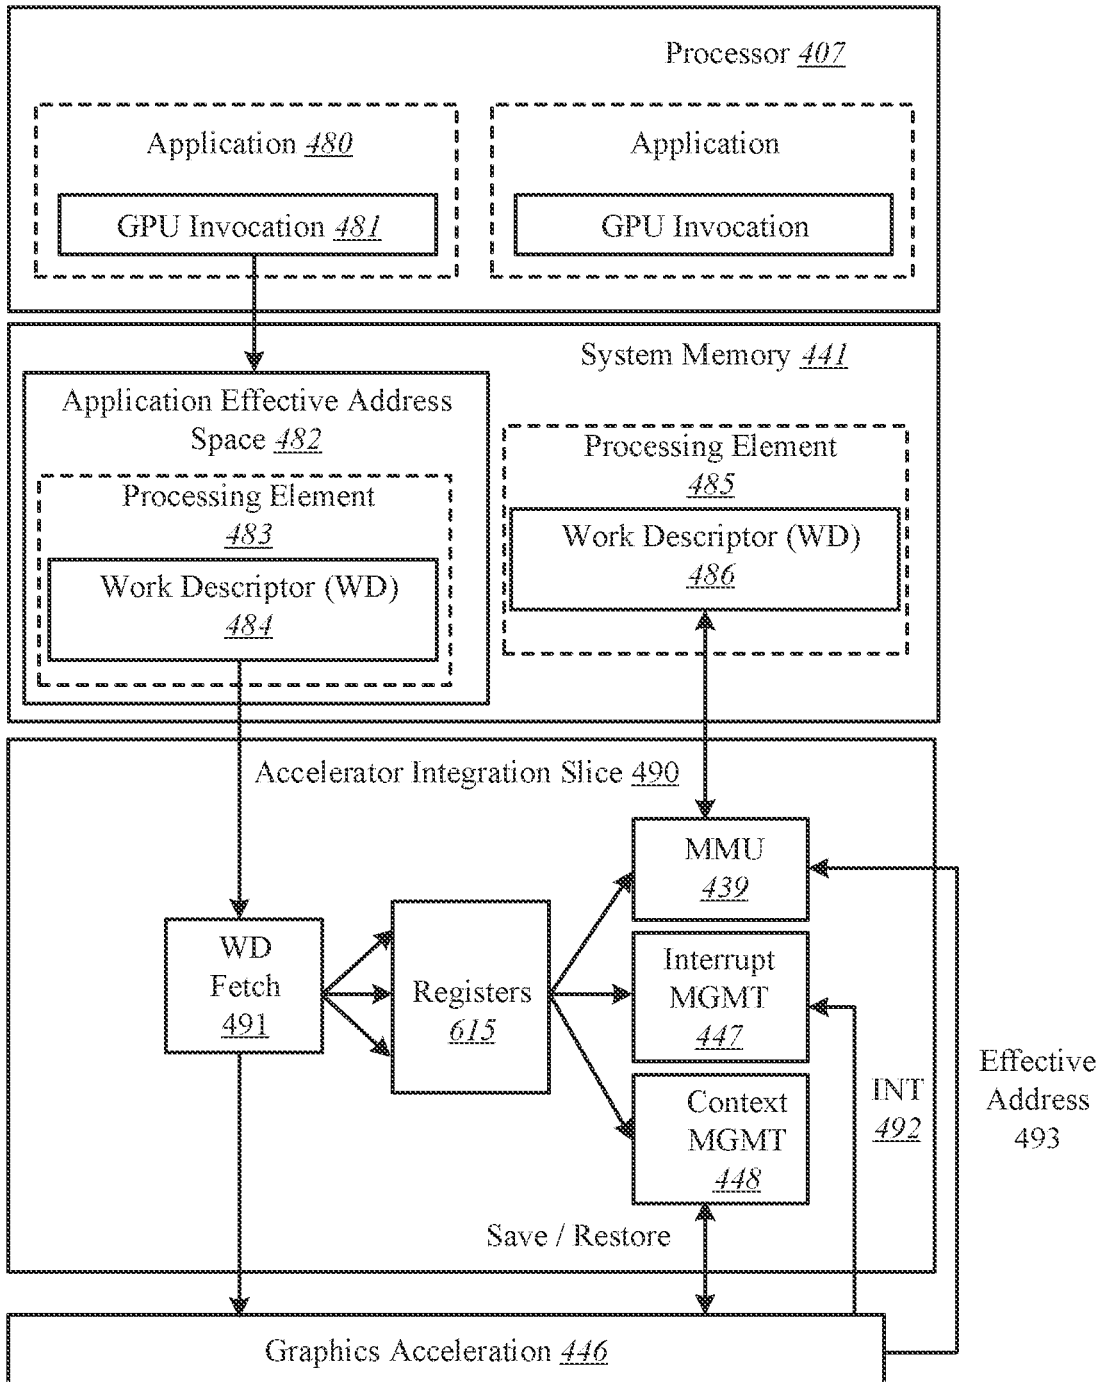 Processor 407
Application 480
GPU Invocation 481
Application
GPU Invocation
System Memory 441
Application Effective Address
Space 482
Processing Element
483
Work Descriptor (WD)
484
Processing Element
485
Work Descriptor (WD)
486
Accelerator Integration Slice 490
WD
Fetch
491
Registers
615
MMU
439
Interrupt
MGMT
447
Context
MGMT
448
INT
492
Effective
Address
493
Save / Restore
Graphics Acceleration 446